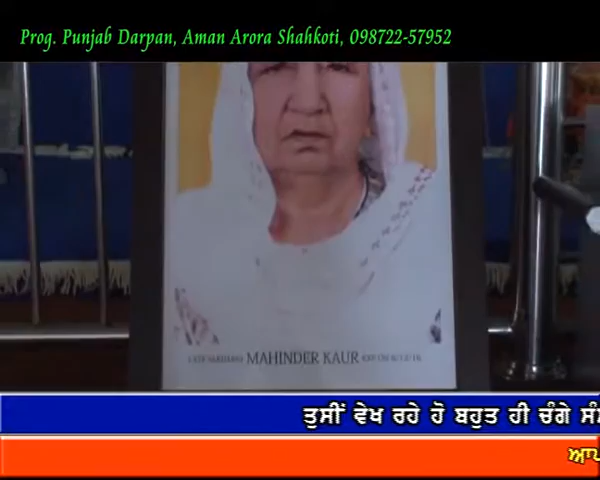 Prog. Punjab Darpan, Aman Arora Shahkoti, 098722-57952
MAHINDER KAUR
ਤੁਸੀਂ ਵੇਖ ਰਹੇ ਹੋ ਬਹੁਤ ਹੀ ਚੰਗੇ